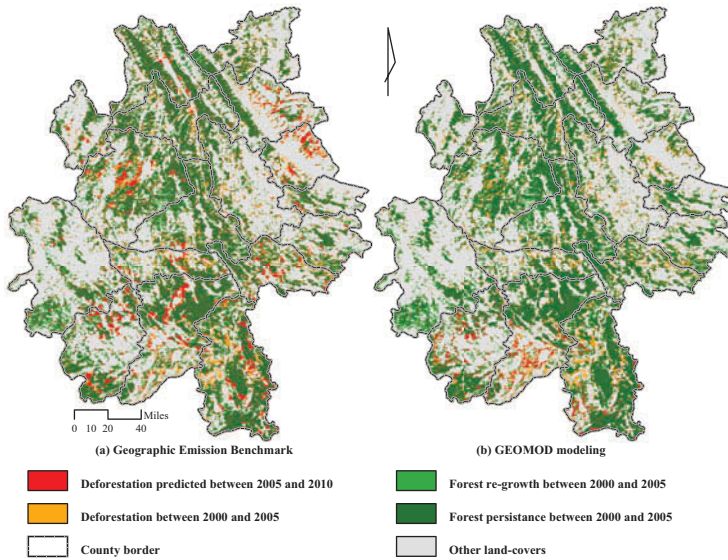 Miles
0 10 20 40
(a) Geographic Emission Benchmark
(b) GEOMOD modeling
Deforestation predicted between 2005 and 2010
Forest re-growth between 2000 and 2005
Deforestation between 2000 and 2005
Forest persistance between 2000 and 2005
County border
Other land-covers